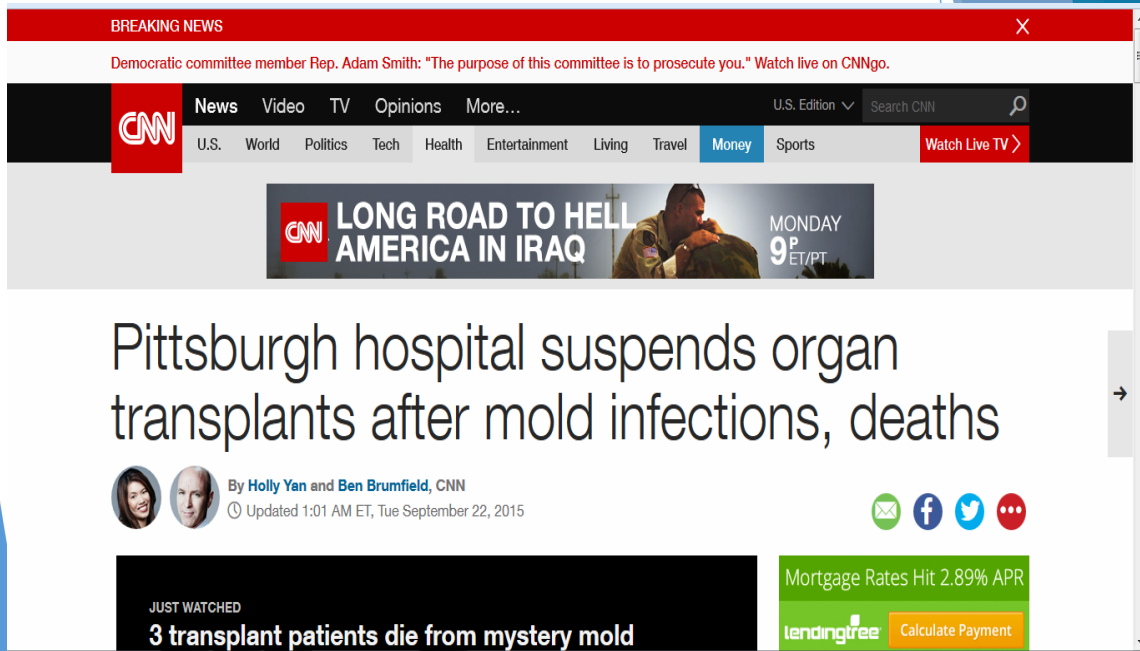 BREAKING NEWS X
Democratic committee member Rep. Adam Smith: "The purpose of this committee is to prosecute you." Watch live on CNNgo.
CNN
News Video TV Opinions More...
U.S. Edition
Search CNN
U.S. World Politics Tech Health Entertainment Living Travel Money Sports
Watch Live TV
CNN
LONG ROAD TO HELL
AMERICA IN IRAQ
MONDAY
9P ET/PT
Pittsburgh hospital suspends organ
transplants after mold infections, deaths
By Holly Yan and Ben Brumfield, CNN
Updated 1:01 AM ET, Tue September 22, 2015
f
JUST WATCHED
3 transplant patients die from mystery mold
Mortgage Rates Hit 2.89% APR
lendingtree
Calculate Payment